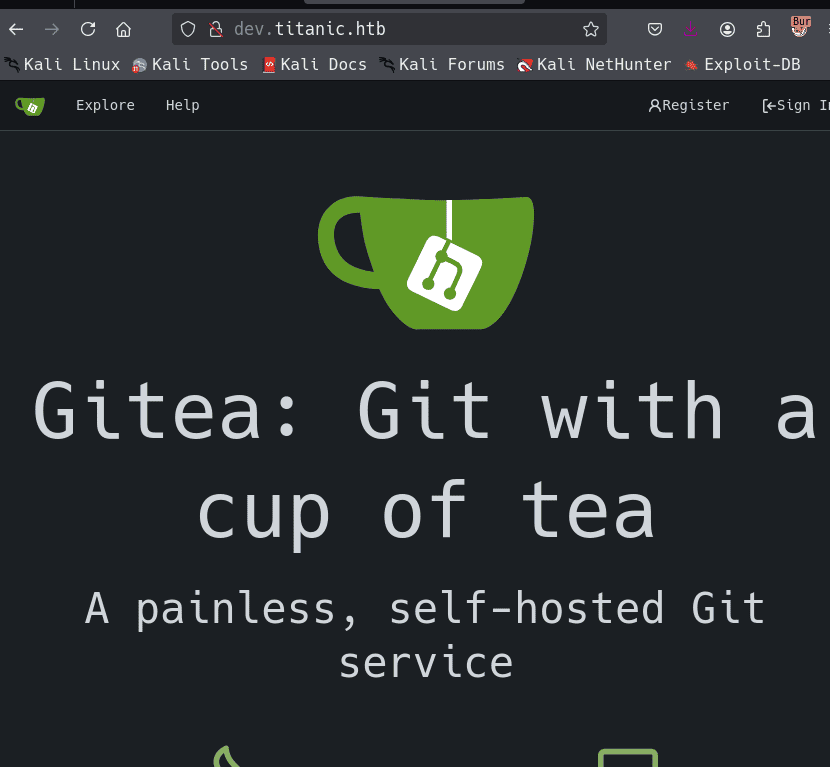 dev.titanic.htb
Bur
Kali Linux Kali Tools Kali Docs Kali Forums Kali NetHunter Exploit-DB
Explore Help Register Sign In
Gitea: Git with a
cup of tea
A painless, self-hosted Git
service